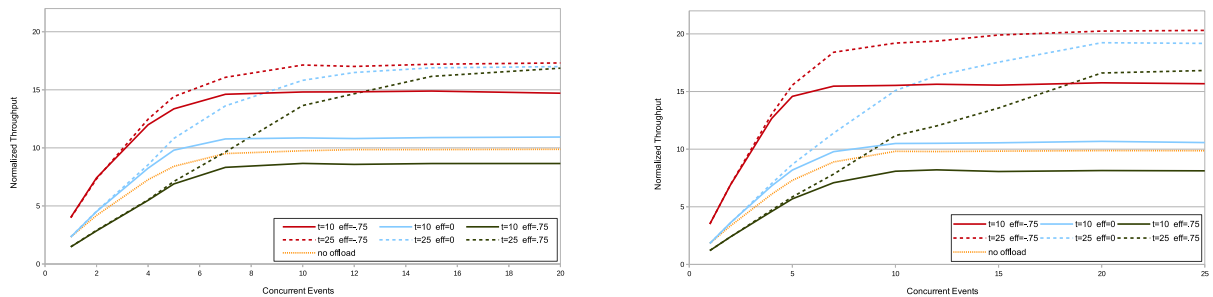 20
15
10
5
0
Normalized Throughput
0 2 4 6 8 10 12 14 16 18 20
Concurrent Events
t=10 eff=-.75 t=10 eff=0 t=10 eff=.75
t=25 eff=-.75 t=25 eff=0 t=25 eff=.75
no offload
20
15
10
5
0
Normalized Throughput
0 5 10 15 20 25
Concurrent Events
t=10 eff=-.75 t=10 eff=0 t=10 eff=.75
t=25 eff=-.75 t=25 eff=0 t=25 eff=.75
no offload